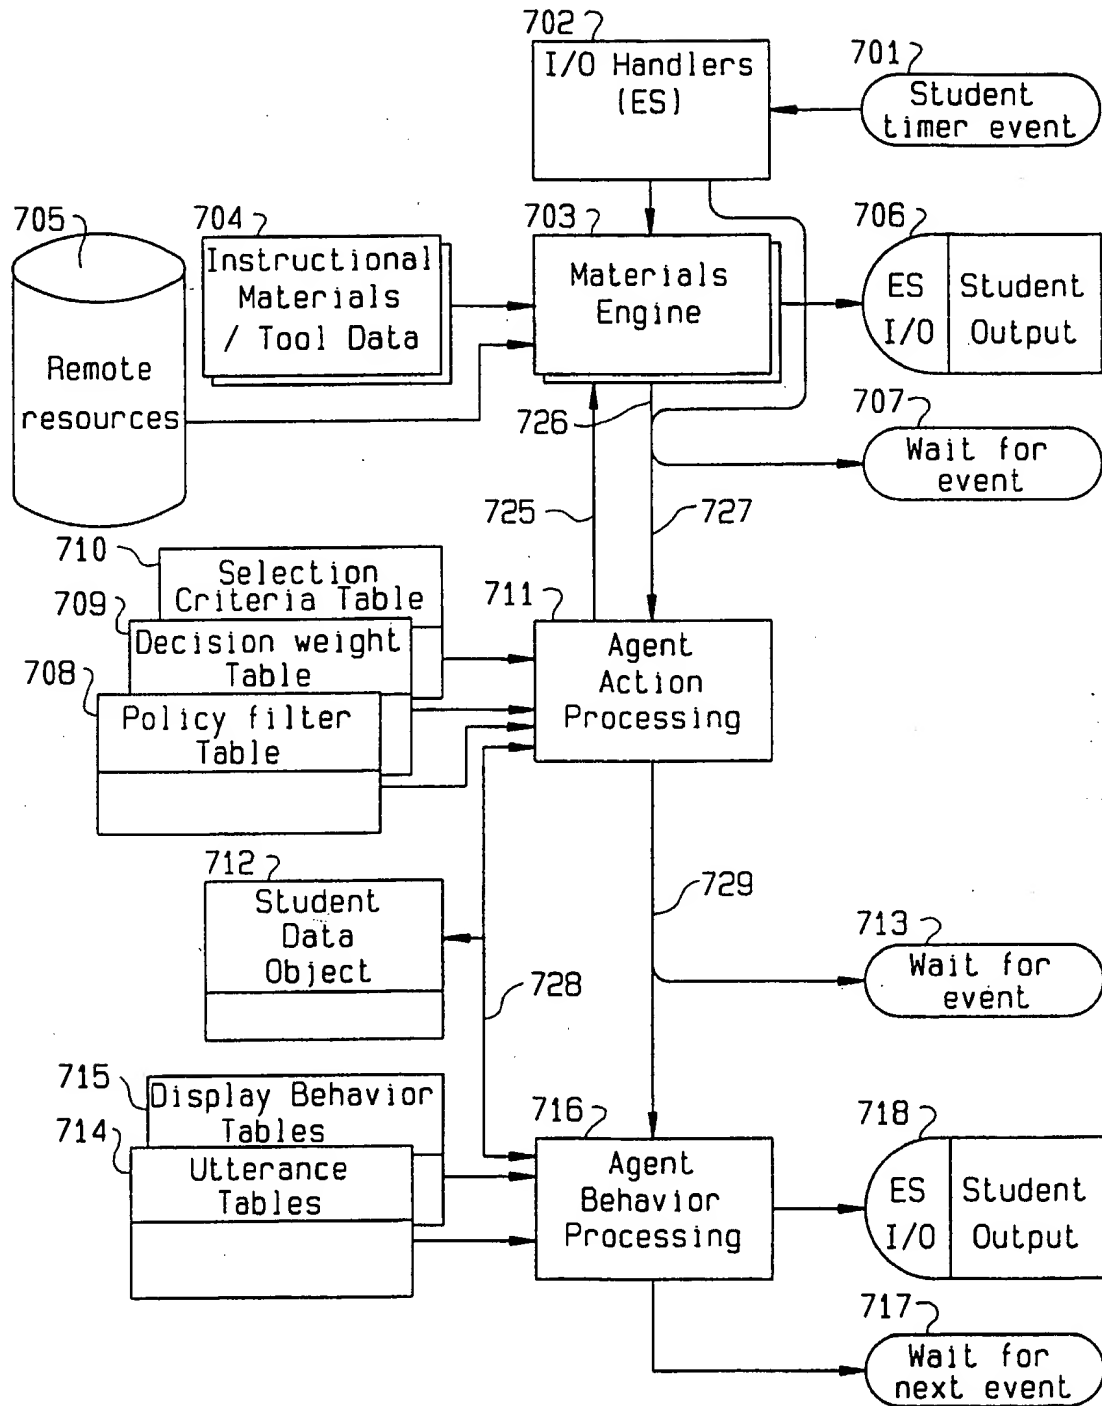 702
I/O Handlers
(ES)
701
Student
timer event
705
Remote
resources
704
Instructional
Materials
/ Tool Data
703
Materials
Engine
706
ES
I/O
Student
Output
726
707
Wait for
event
725
727
710
Selection
Criteria Table
709
Decision weight
Table
708
Policy filter
Table
711
Agent
Action
Processing
712
Student
Data
Object
728
729
713
Wait for
event
715
Display Behavior
Tables
714
Utterance
Tables
716
Agent
Behavior
Processing
718
ES
I/O
Student
Output
717
Wait for
next event